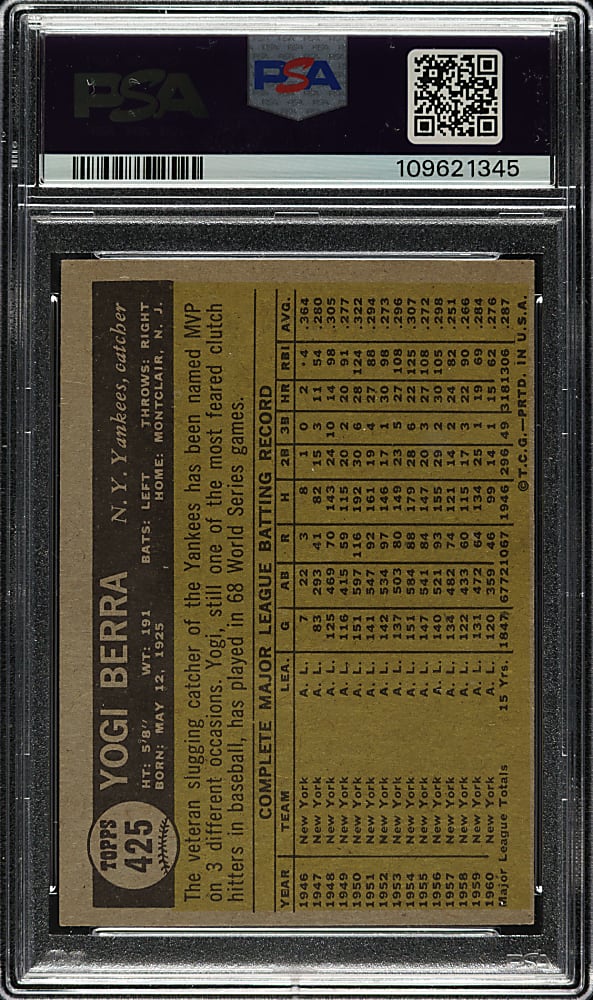 PSA
PSA
109621345
TOPPS
425
YOGI BERRA
N. Y. Yankees, catcher
HT: 5'8" WT: 191 BATS: LEFT THROWS: RIGHT
BORN: MAY 12, 1925 HOME: MONTCLAIR, N. J.
The veteran slugging catcher of the Yankees has been named MVP
on 3 different occasions. Yogi, still one of the most feared clutch
hitters in baseball, has played in 68 World Series games.
COMPLETE MAJOR LEAGUE BATTING RECORD
YEAR TEAM LEA. G AB R H 2B 3B HR RBI AVG.
1946 New York A. L. 7 22 3 8 1 0 2 4 .364
1947 New York A. L. 83 293 41 82 15 3 11 54 .280
1948 New York A. L. 125 469 70 143 24 10 14 98 .305
1949 New York A. L. 116 415 59 115 20 2 20 91 .277
1950 New York A. L. 151 597 116 192 30 6 28 124 .322
1951 New York A. L. 141 547 92 161 19 4 27 88 .294
1952 New York A. L. 142 534 97 146 17 1 30 98 .273
1953 New York A. L. 137 503 80 149 23 5 27 108 .296
1954 New York A. L. 151 584 88 179 28 6 22 125 .307
1955 New York A. L. 147 541 84 147 20 3 27 108 .272
1956 New York A. L. 140 521 93 155 29 2 30 105 .298
1957 New York A. L. 134 482 74 121 14 2 24 82 .251
1958 New York A. L. 122 433 60 115 17 3 22 90 .266
1959 New York A. L. 131 472 64 134 25 1 19 69 .284
1960 New York A. L. 120 359 46 99 14 1 15 62 .276
Major League Totals 15 Yrs. 1847 6772 1067 1946 296 49 318 1306 .287
©T.C.G.—PRTD. IN U.S.A.
PSA